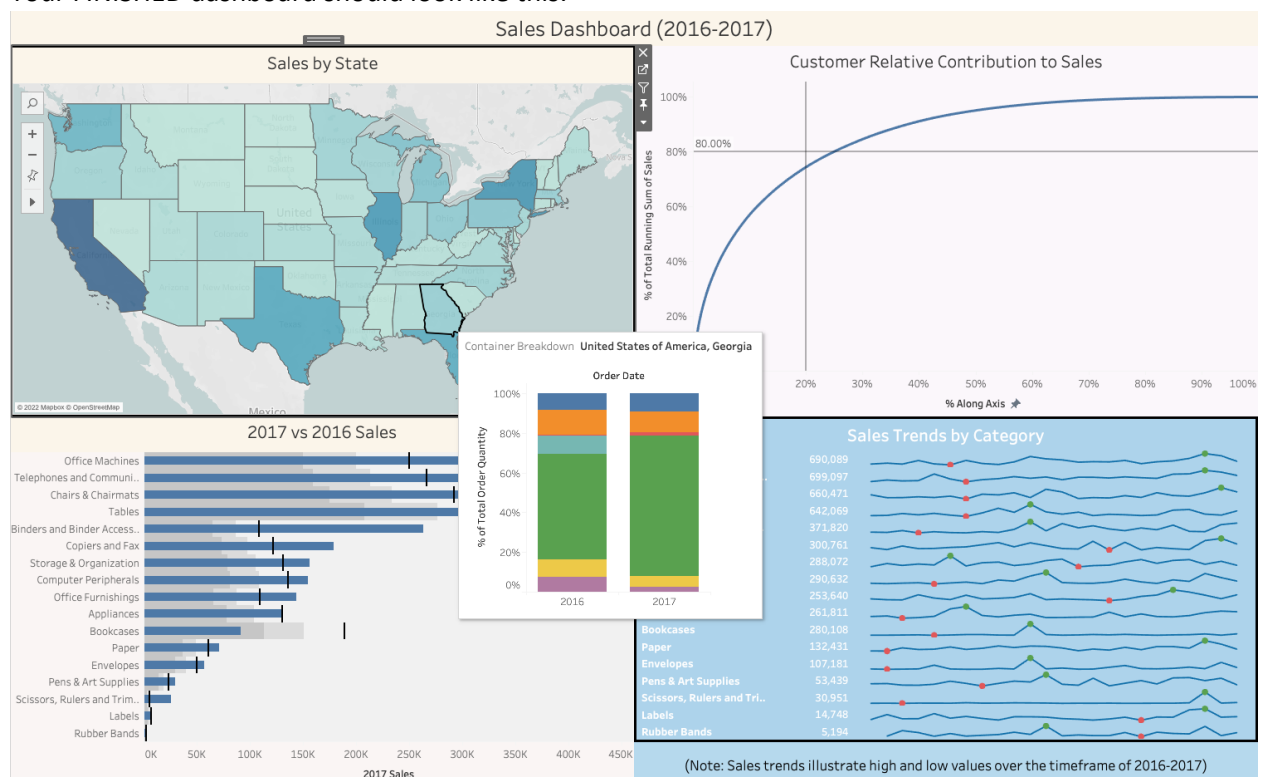 Sales Dashboard (2016-2017)
Sales by State
United
States
Mexico
© 2022 Mapbox © OpenStreetMap
Customer Relative Contribution to Sales
% of Total Running Sum of Sales
100%
80%
60%
40%
20%
80.00%
20%
30%
40%
50%
60%
70%
80%
90%
100%
% Along Axis
Container Breakdown United States of America, Georgia
Order Date
% of Total Order Quantity
100%
80%
60%
40%
20%
0%
2016
2017
2017 vs 2016 Sales
Office Machines
Telephones and Communi..
Chairs & Chairmats
Tables
Binders and Binder Access..
Copiers and Fax
Storage & Organization
Computer Peripherals
Office Furnishings
Appliances
Bookcases
Paper
Envelopes
Pens & Art Supplies
Scissors, Rulers and Trim..
Labels
Rubber Bands
0K
50K
100K
150K
200K
250K
300K
350K
400K
450K
2017 Sales
Sales Trends by Category
690,089
699,097
660,471
642,069
371,820
300,761
288,072
290,632
253,640
261,811
Bookcases 280,108
Paper 132,431
Envelopes 107,181
Pens & Art Supplies 53,439
Scissors, Rulers and Tri.. 30,951
Labels 14,748
Rubber Bands 5,194
(Note: Sales trends illustrate high and low values over the timeframe of 2016-2017)